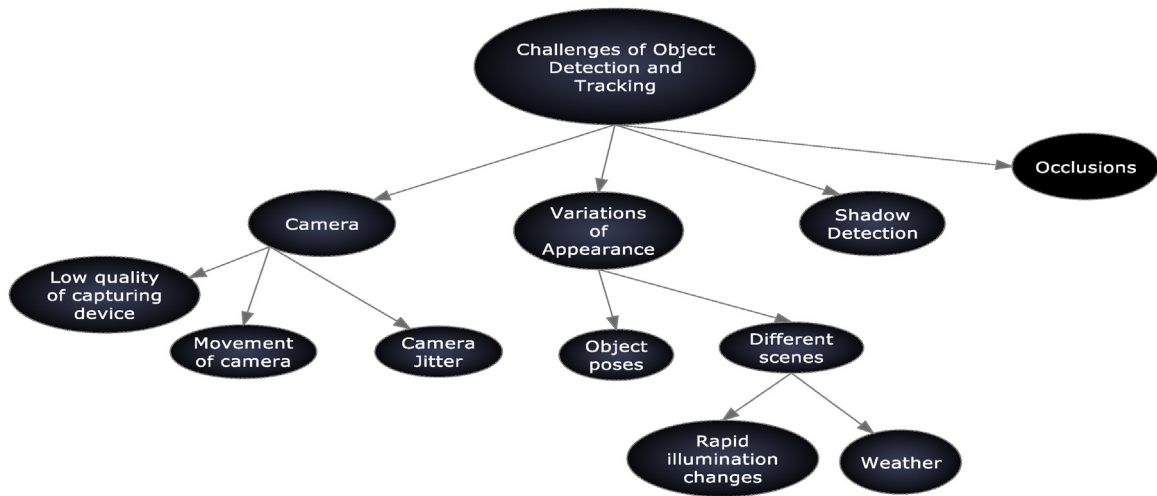 Challenges of Object
Detection and
Tracking
Occlusions
Camera
Variations
of
Appearance
Shadow
Detection
Low quality
of capturing
device
Movement
of camera
Camera
Jitter
Object
poses
Different
scenes
Rapid
illumination
changes
Weather